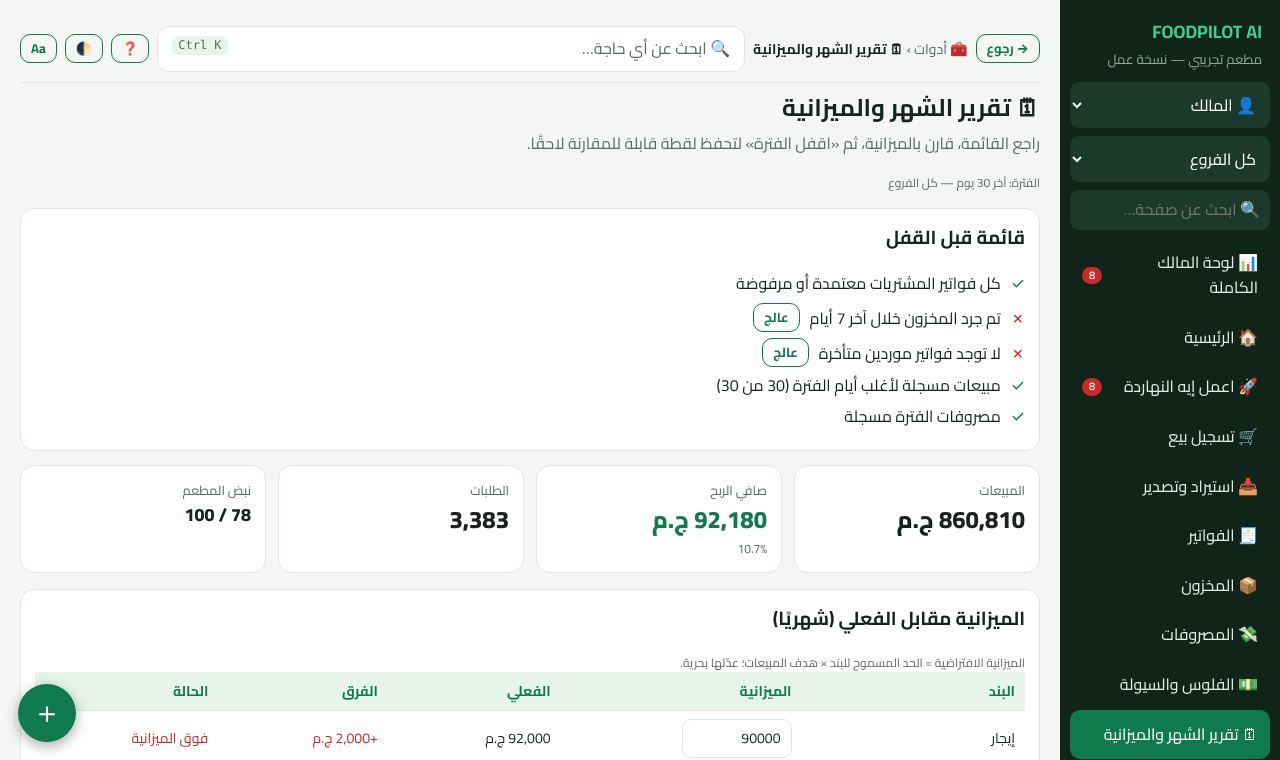 FOODPILOT AI
مطعم تجريبي — نسخة عمل
👤 المالك
كل الفروع
🔍 ابحث عن صفحة...
📊 لوحة المالك الكاملة
8
🏠 الرئيسية
🚀 اعمل إيه النهاردة
8
🛒 تسجيل بيع
📥 استيراد وتصدير
🧾 الفواتير
📦 المخزون
💸 المصروفات
💵 الفلوس والسيولة
🗓 تقرير الشهر والميزانية
→ رجوع
🧰 أدوات › 🗓 تقرير الشهر والميزانية
🔍 ابحث عن أي حاجة...
Ctrl K
❓
🌓
Aa
🗓 تقرير الشهر والميزانية
راجع القائمة، قارن بالميزانية، ثم «اقفل الفترة» لتحفظ لقطة قابلة للمقارنة لاحقًا.
الفترة: آخر 30 يوم — كل الفروع
قائمة قبل القفل
✓ كل فواتير المشتريات معتمدة أو مرفوضة
✕ تم جرد المخزون خلال آخر 7 أيام عالج
✕ لا توجد فواتير موردين متأخرة عالج
✓ مبيعات مسجلة لأغلب أيام الفترة (30 من 30)
✓ مصروفات الفترة مسجلة
المبيعات
860,810 ج.م
صافي الربح
92,180 ج.م
10.7%
الطلبات
3,383
نبض المطعم
78 / 100
الميزانية مقابل الفعلي (شهريًا)
الميزانية الافتراضية = الحد المسموح للبند × هدف المبيعات؛ عدّلها بحرية.
البند الميزانية الفعلي الفرق الحالة
إيجار 90000 92,000 ج.م +2,000 ج.م فوق الميزانية
+